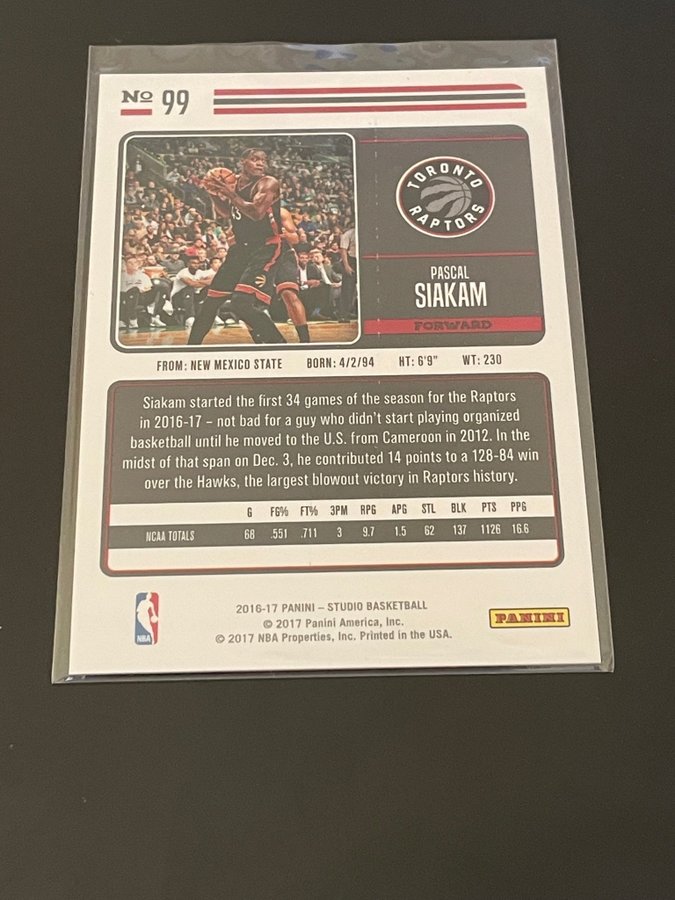 No 99
TORONTO
RAPTORS
PASCAL
SIAKAM
FORWARD
FROM: NEW MEXICO STATE BORN: 4/2/94 HT: 6'9" WT: 230
Siakam started the first 34 games of the season for the Raptors
in 2016-17 – not bad for a guy who didn't start playing organized
basketball until he moved to the U.S. from Cameroon in 2012. In the
midst of that span on Dec. 3, he contributed 14 points to a 128-84 win
over the Hawks, the largest blowout victory in Raptors history.
G FG% FT% 3PM RPG APG STL BLK PTS PPG
NCAA TOTALS 68 .551 .711 3 9.7 1.5 62 137 1126 16.6
NBA
2016-17 PANINI – STUDIO BASKETBALL
© 2017 Panini America, Inc.
© 2017 NBA Properties, Inc. Printed in the USA.
PANINI